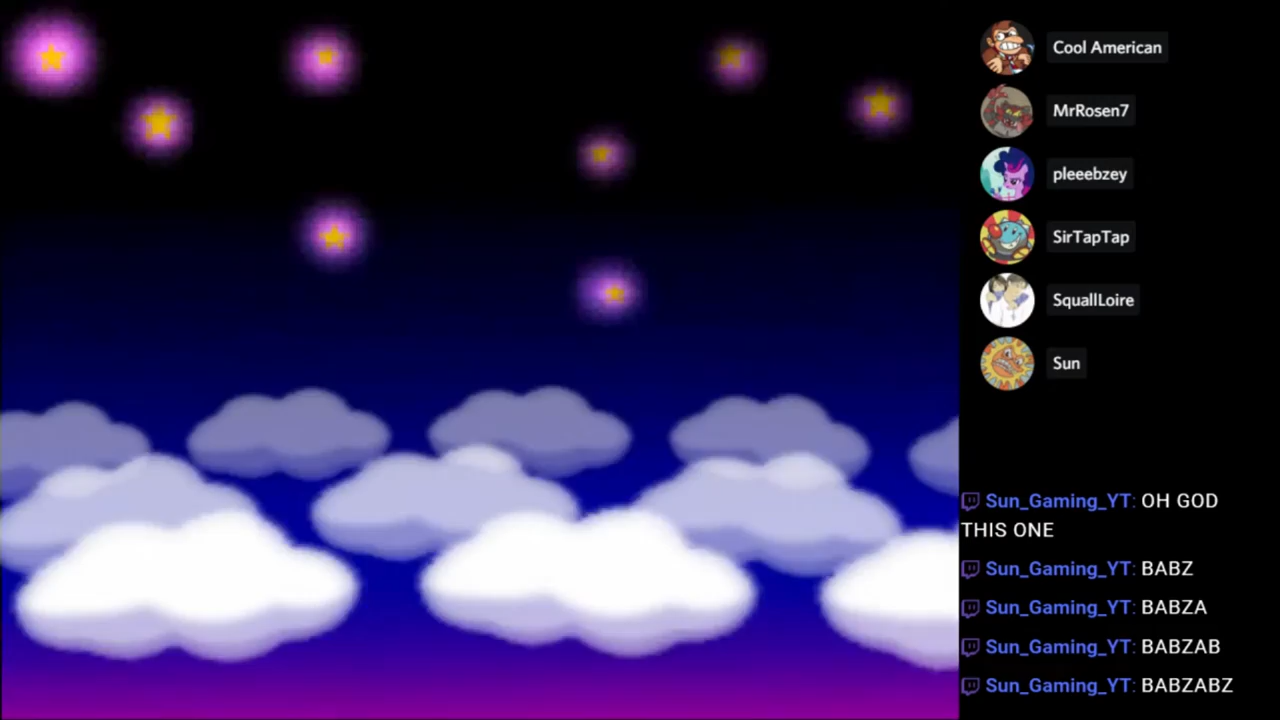 Cool American
MrRosen7
pleeebzey
SirTapTap
SquallLoire
Sun
Sun_Gaming_YT: OH GOD
THIS ONE
Sun_Gaming_YT: BABZ
Sun_Gaming_YT: BABZA
Sun_Gaming_YT: BABZAB
Sun_Gaming_YT: BABZABZ